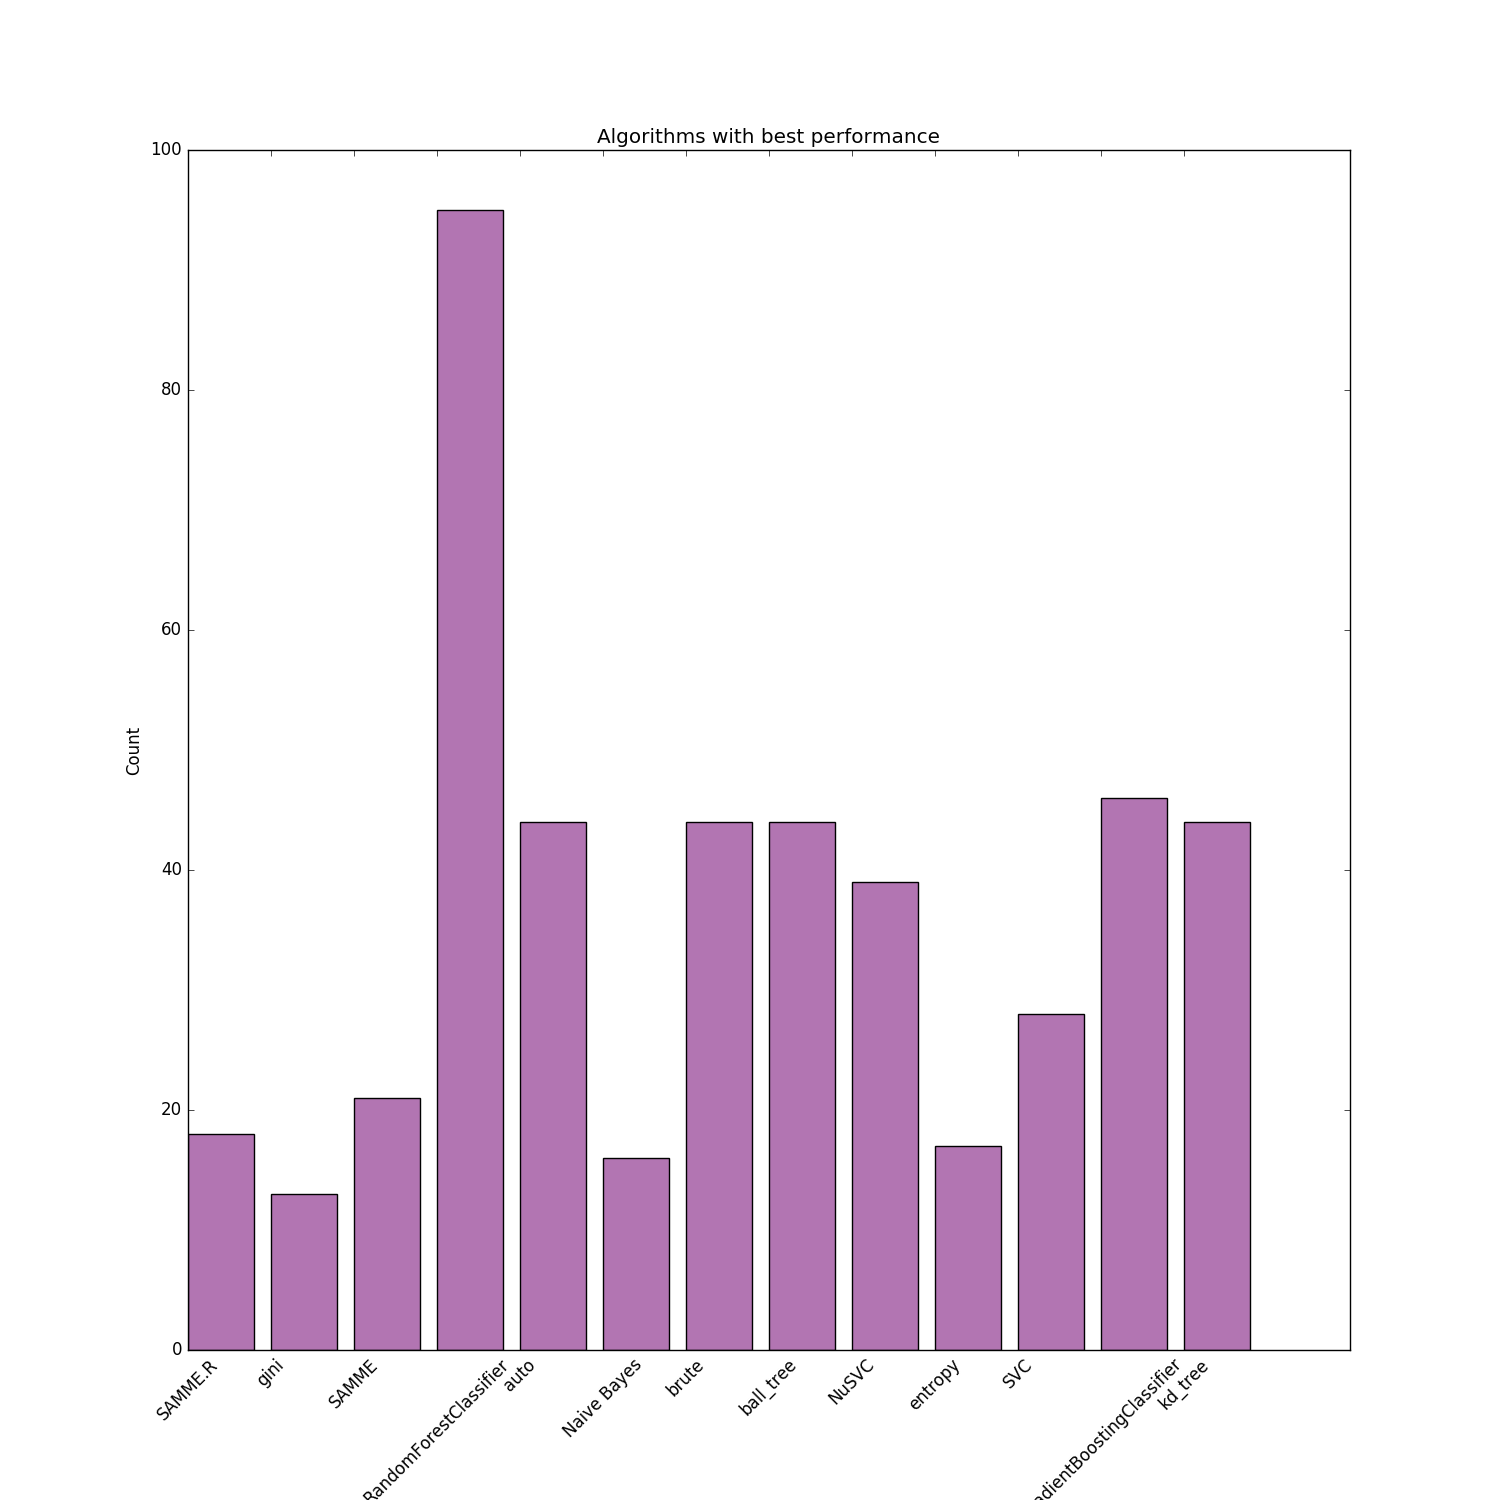 Algorithms with best performance
100
80
60
40
20
0
Count
SAMME.R
gini
SAMME
RandomForestClassifier
auto
Naive Bayes
brute
ball_tree
NuSVC
entropy
SVC
adientBoostingClassifier
kd_tree